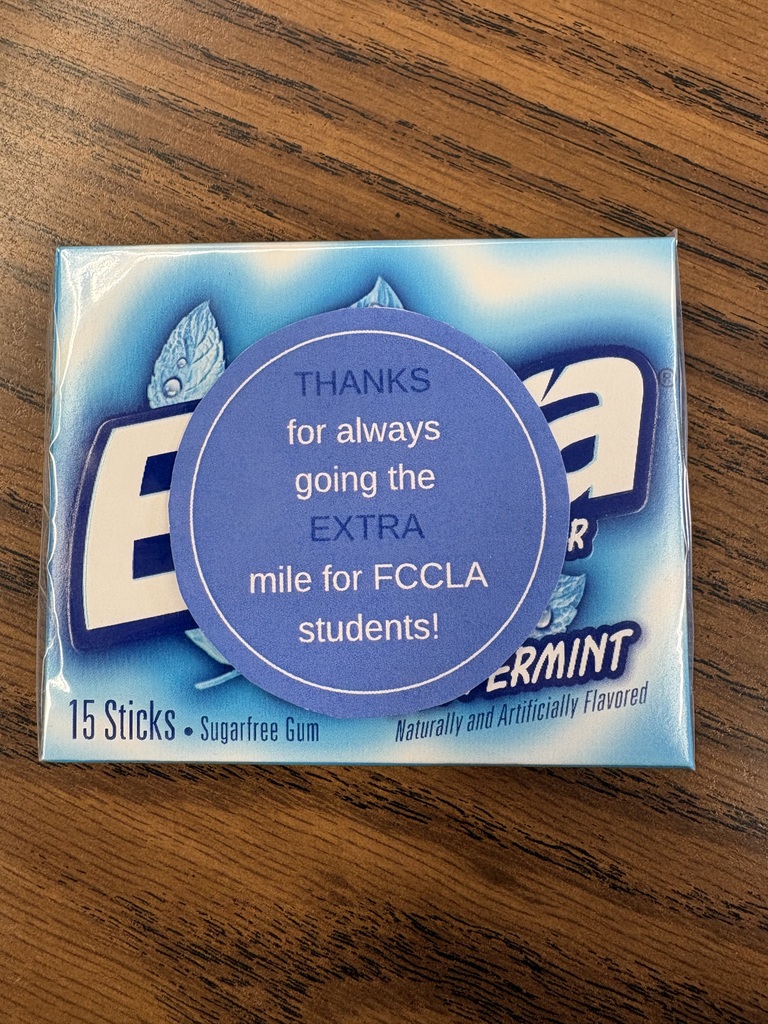 THANKS
for always
going the
EXTRA
mile for FCCLA
students!
15 Sticks • Sugarfree Gum
Naturally and Artificially Flavored